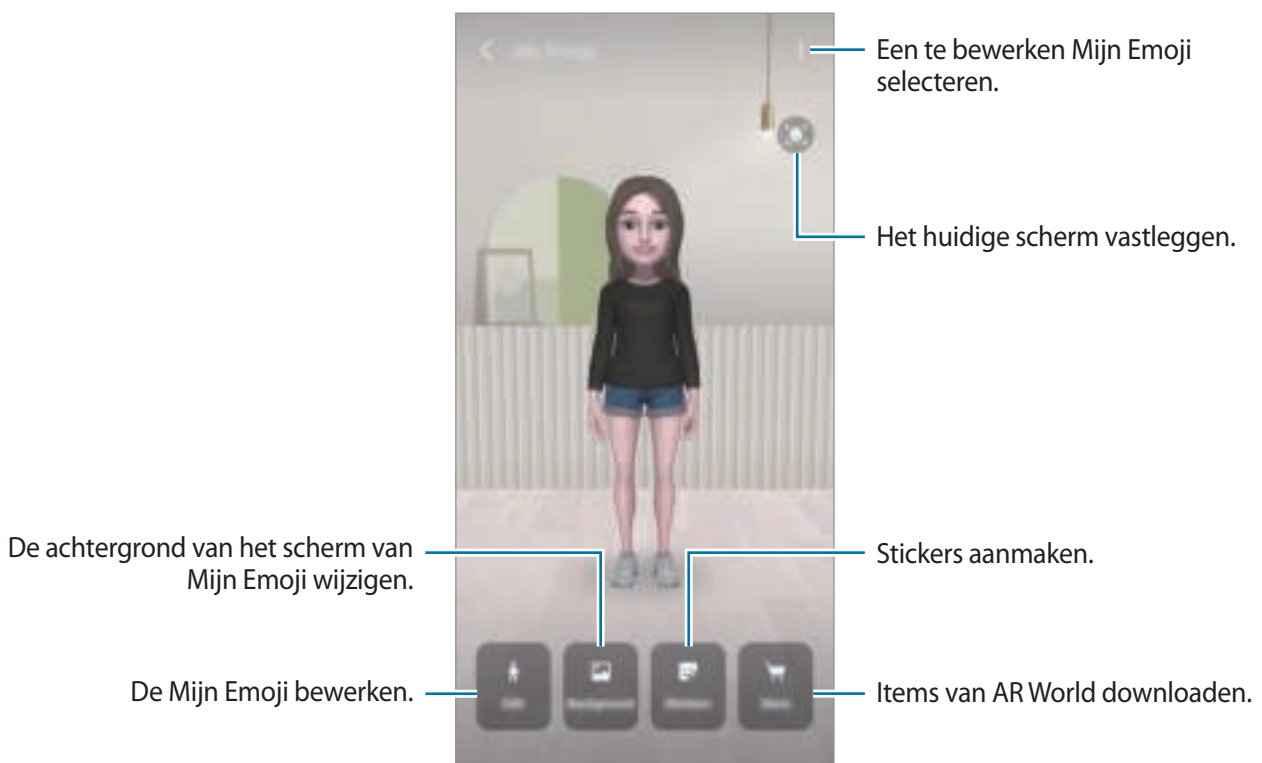 Een te bewerken Mijn Emoji
selecteren.
Het huidige scherm vastleggen.
De achtergrond van het scherm van
Mijn Emoji wijzigen.
Stickers aanmaken.
De Mijn Emoji bewerken.
Items van AR World downloaden.